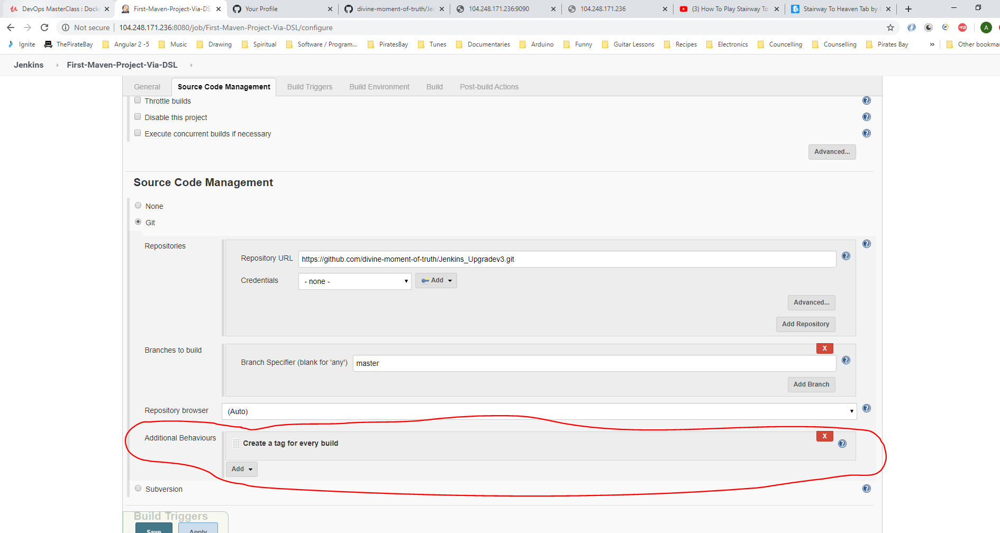 DevOps MasterClass : Dock
First-Maven-Project-Via-DS
Your Profile
divine-moment-of-truth/Je
104.248.171.236:9090
104.248.171.236
(3) How To Play Stairway To
Stairway To Heaven Tab by
Not secure
104.248.171.236:8080/job/First-Maven-Project-Via-DSL/configure
A
Ignite
ThePirateBay
Angular 2 -5
Music
Drawing
Spiritual
Software / Program...
PiratesBay
Tunes
Documentaries
Arduino
Funny
Guitar Lessons
Recipes
Electronics
Councelling
Counselling
Pirates Bay
»
Other bookma
Jenkins
First-Maven-Project-Via-DSL
General
Source Code Management
Build Triggers
Build Environment
Build
Post-build Actions
Throttle builds
Disable this project
Execute concurrent builds if necessary
Advanced...
Source Code Management
None
Git
Repositories
Repository URL
https://github.com/divine-moment-of-truth/Jenkins_Upgradev3.git
Credentials
- none -
Add
Advanced...
Add Repository
Branches to build
X
Branch Specifier (blank for 'any')
master
Add Branch
Repository browser
(Auto)
Additional Behaviours
Create a tag for every build
X
Add
Subversion
Build Triggers
Save
Apply